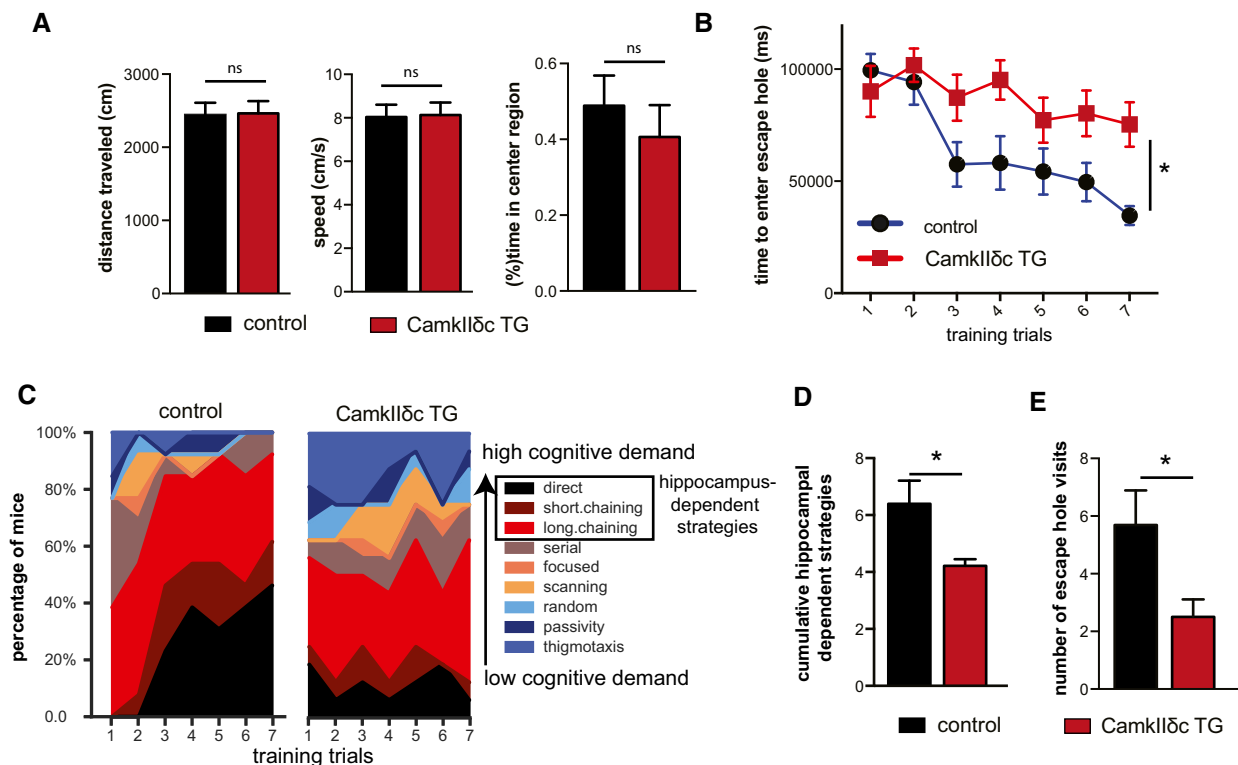 A
distance traveled (cm)
3000
2000
1000
0
ns
speed (cm/s)
10
8
6
4
2
0
ns
(%)time in center region
0.6
0.4
0.2
0.0
ns
control
CamkIIδc TG
B
time to enter escape hole (ms)
100000
50000
0
*
control
CamkIIδc TG
1 2 3 4 5 6 7
training trials
C
control
CamkIIδc TG
percentage of mice
100%
80%
60%
40%
20%
0.0
1 2 3 4 5 6 7
1 2 3 4 5 6 7
training trials
high cognitive demand
direct
short.chaining
long.chaining
serial
focused
scanning
random
passivity
thigmotaxis
low cognitive demand
hippocampus-
dependent
strategies
D
cumulative hippocampal
dependent strategies
8
6
4
2
0
*
E
number of escape hole visits
8
6
4
2
0
*
control
CamkIIδc TG